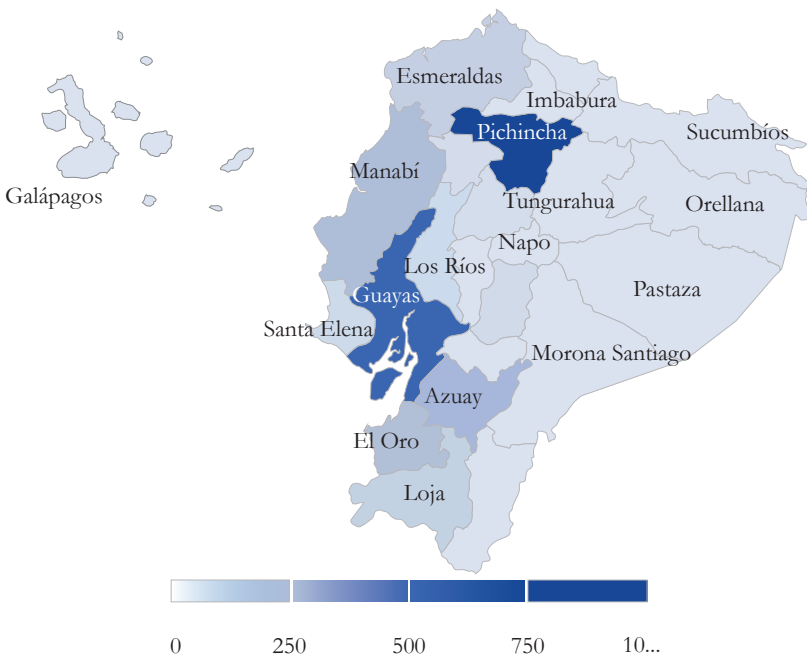 Esmeraldas
Imbabura
Pichincha
Sucumbíos
Manabí
Galápagos
Tungurahua
Orellana
Napo
Los Ríos
Guayas
Pastaza
Santa Elena
Morona Santiago
Azuay
El Oro
Loja
0 250 500 750 10...